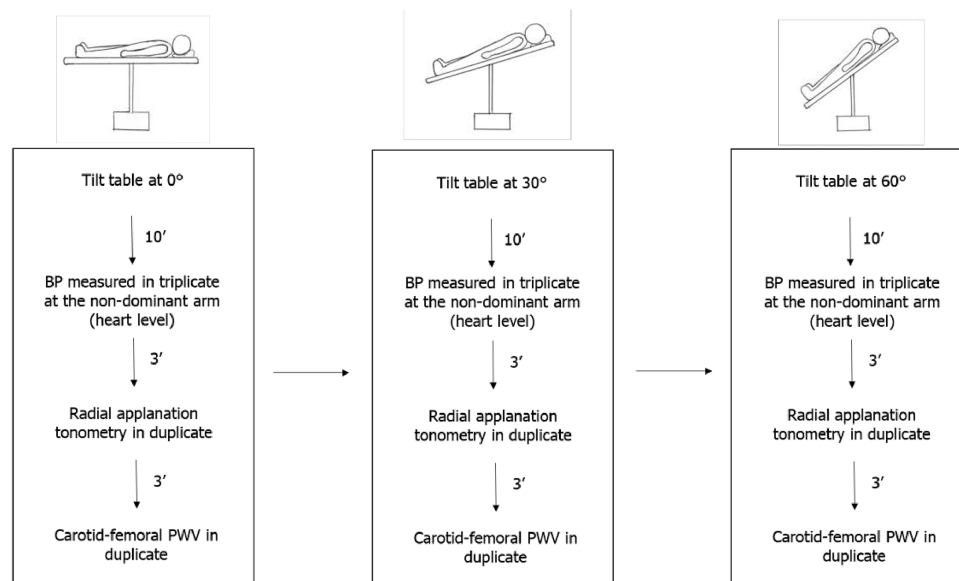 Tilt table at 0°
10’
BP measured in triplicate
at the non-dominant arm
(heart level)
3’
Radial applanation
tonometry in duplicate
3’
Carotid-femoral PWV in
duplicate
Tilt table at 30°
10’
BP measured in triplicate
at the non-dominant arm
(heart level)
3’
Radial applanation
tonometry in duplicate
3’
Carotid-femoral PWV in
duplicate
Tilt table at 60°
10’
BP measured in triplicate
at the non-dominant arm
(heart level)
3’
Radial applanation
tonometry in duplicate
3’
Carotid-femoral PWV in
duplicate